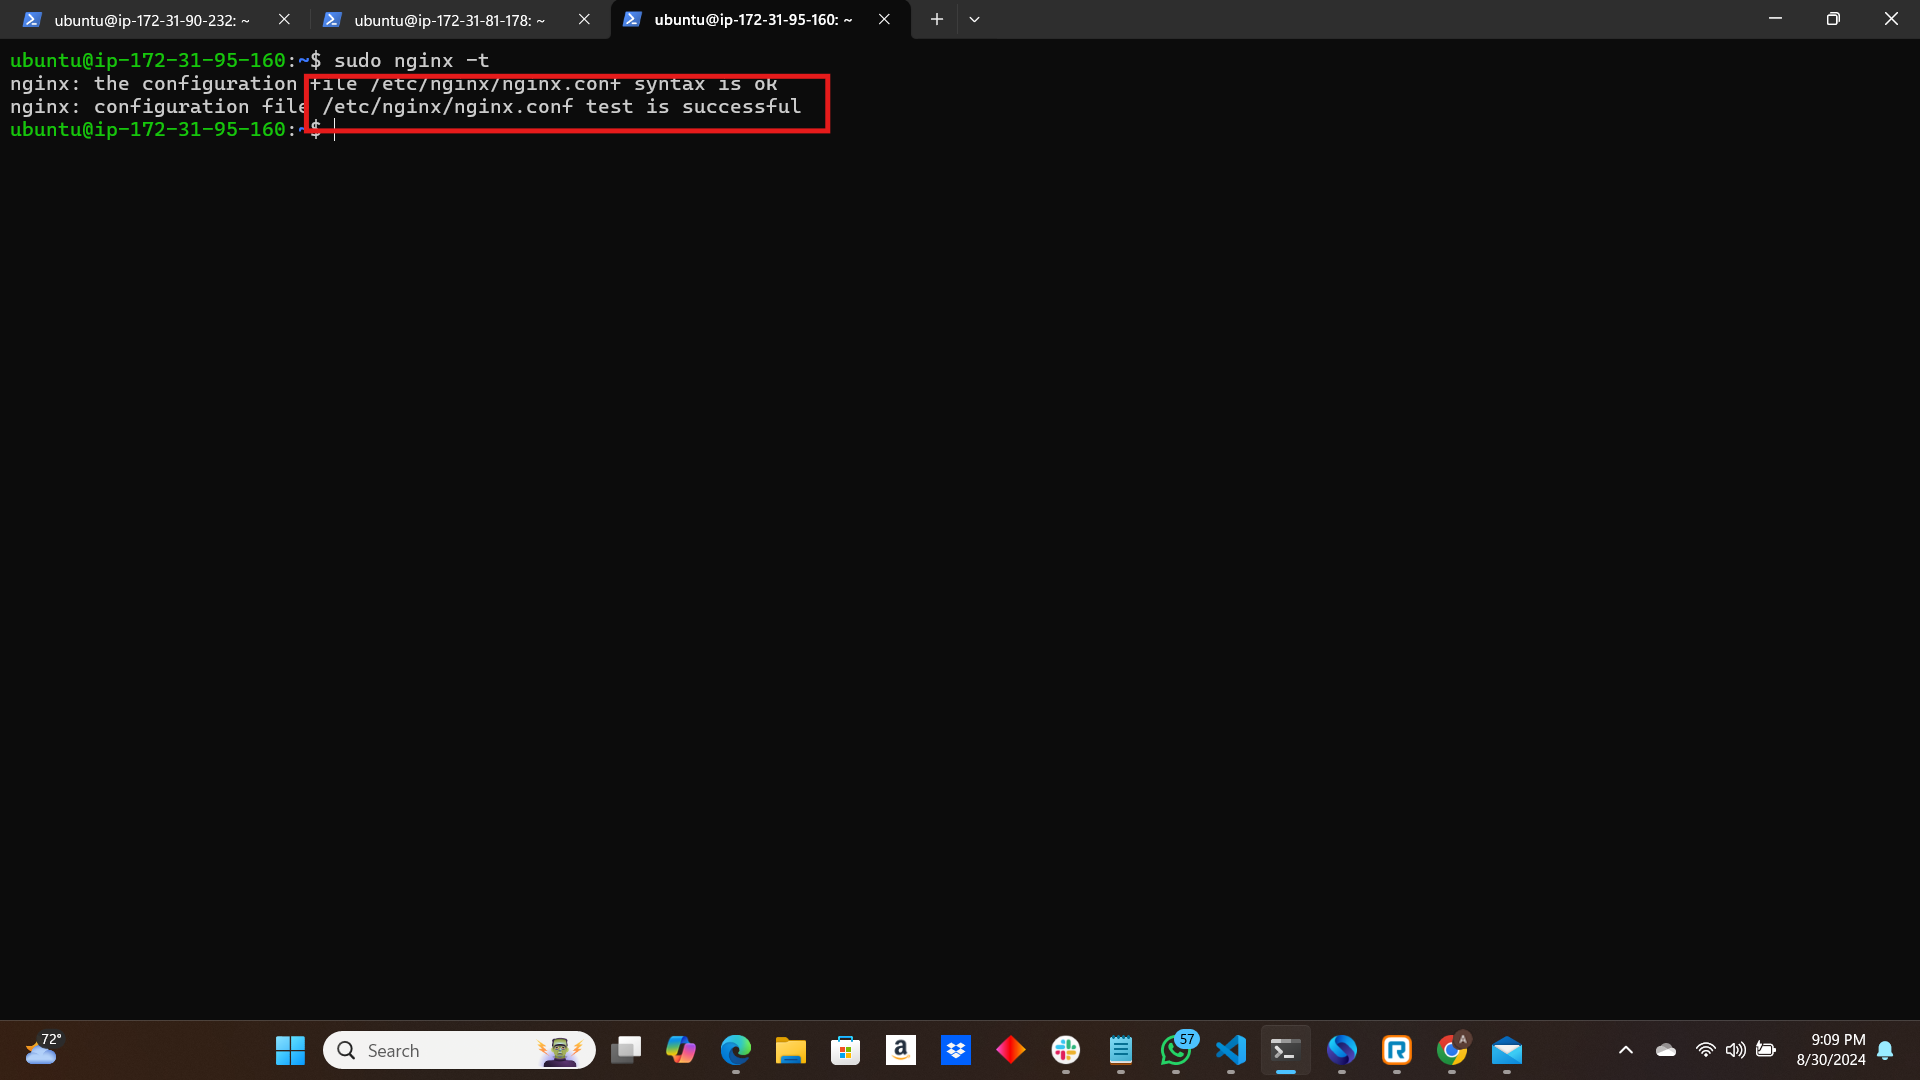 ubuntu@ip-172-31-90-232: ~
ubuntu@ip-172-31-81-178: ~
ubuntu@ip-172-31-95-160: ~
ubuntu@ip-172-31-95-160:~$ sudo nginx -t
nginx: the configuration file /etc/nginx/nginx.conf syntax is ok
nginx: configuration file /etc/nginx/nginx.conf test is successful
ubuntu@ip-172-31-95-160:~$
72°
Search
a
57
R
A
9:09 PM
8/30/2024